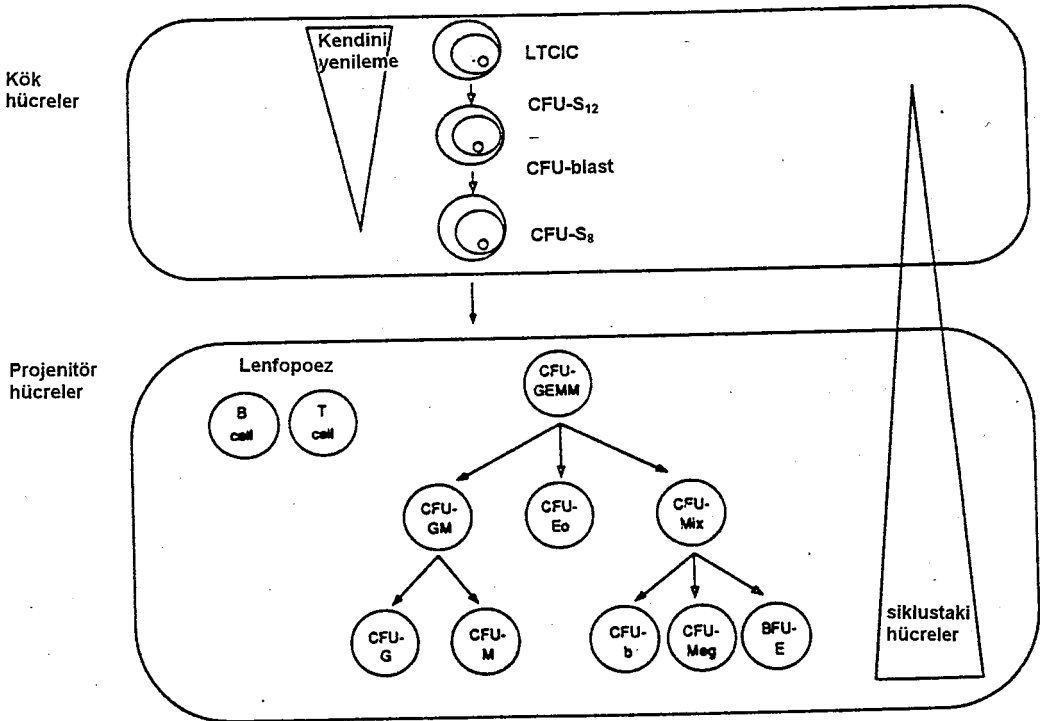 Kök
hücreler
Kendini
yenileme
LTCIC
CFU-S₁₂
CFU-blast
CFU-S₈
Projenitör
hücreler
Lenfopoez
B
cell
T
cell
CFU-
GEMM
CFU-
GM
CFU-
Eo
CFU-
Mix
CFU-
G
CFU-
M
CFU-
b
CFU-
Meg
BFU-
E
siklustaki
hücreler